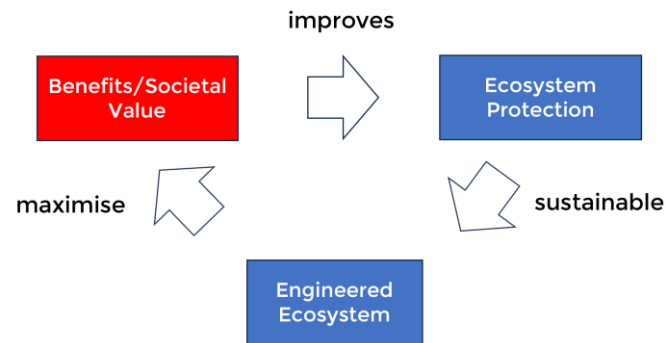 improves
Benefits/Societal
Value
Ecosystem
Protection
maximise
sustainable
Engineered
Ecosystem